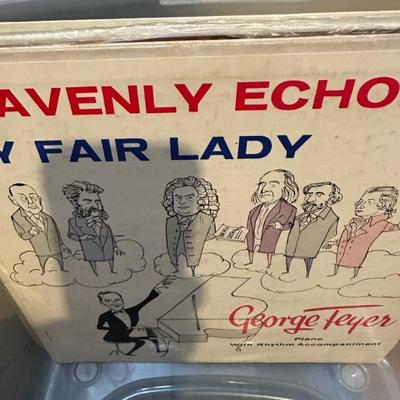 AVENLY ECHO
Y FAIR LADY
George Feyer
Piano
With Rhythm Accompaniment